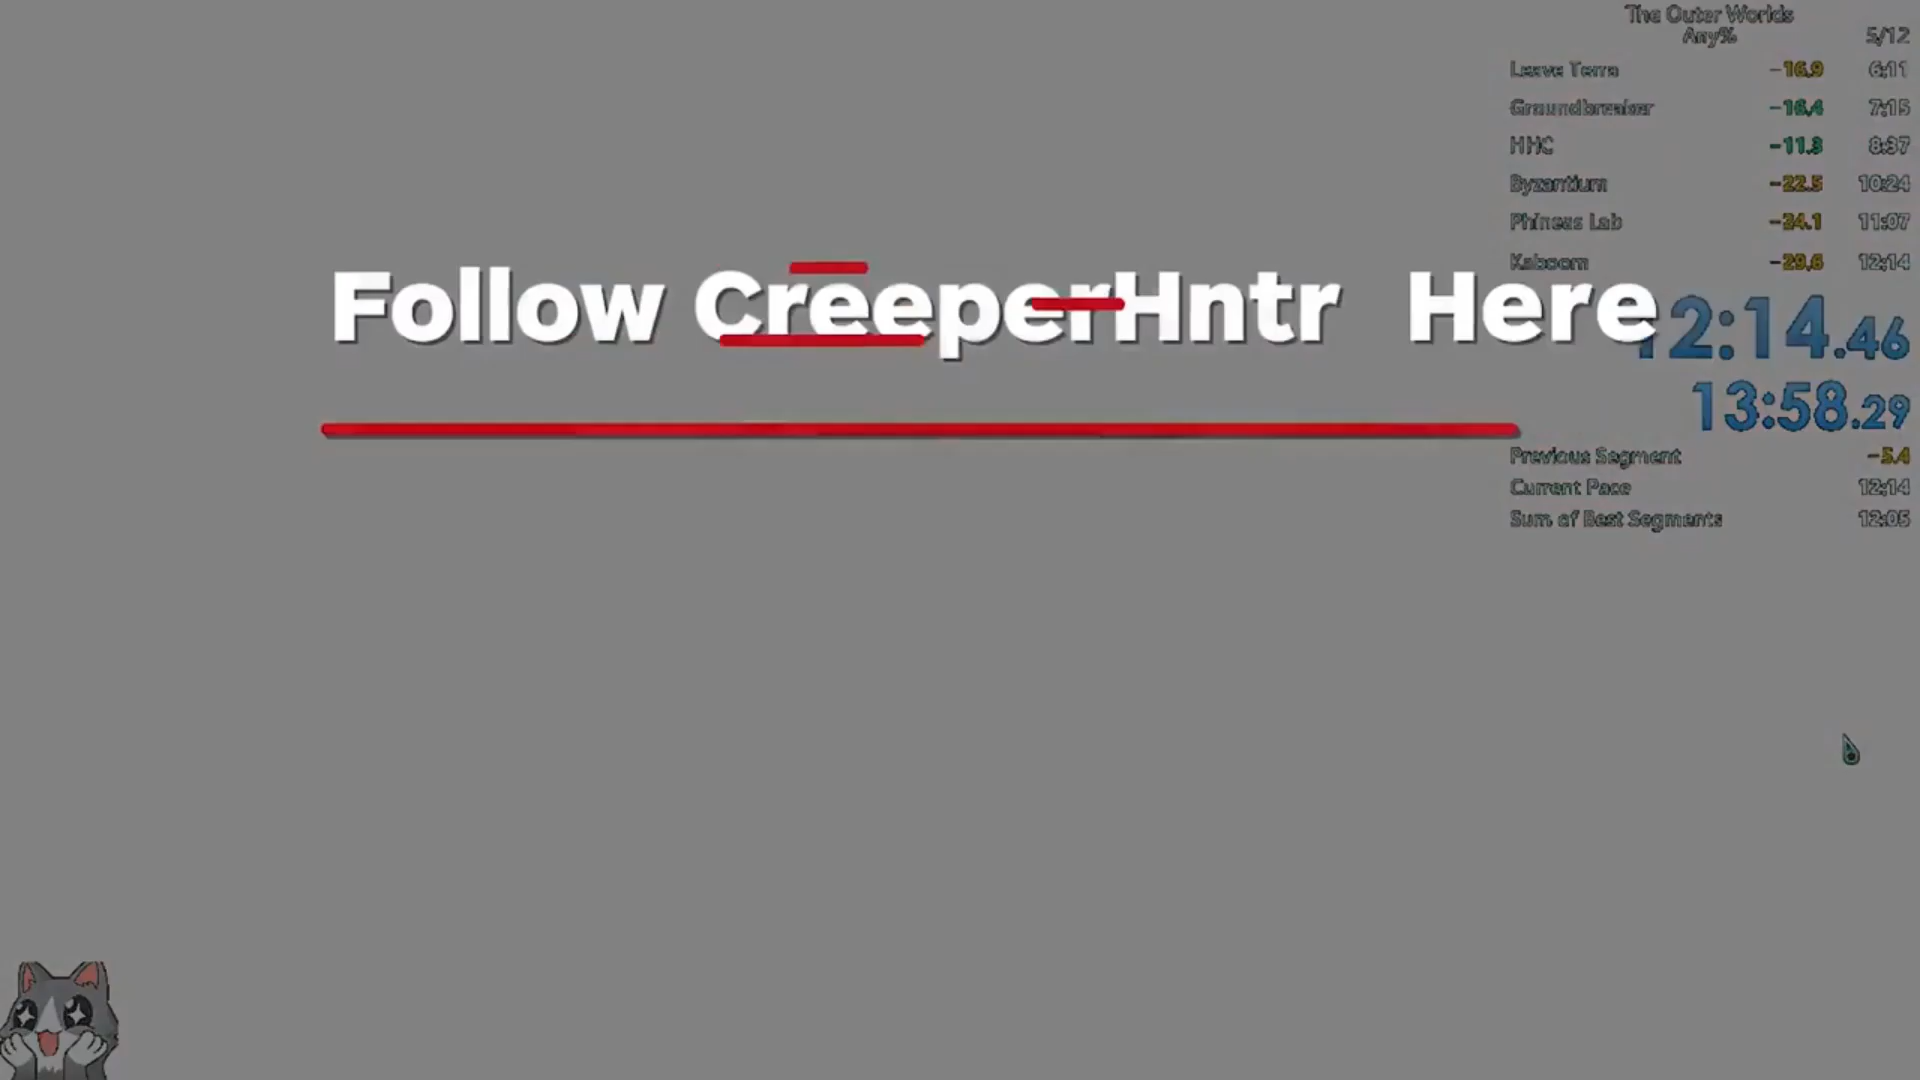 The Outer Worlds
Any% 5/12
Leave Terra -16.9 6:11
Groundbreaker -16.4 7:15
HHC -11.3 8:37
Byzantium -22.5 10:24
Phineas Lab -24.1 11:07
Kaboom -29.6 12:14
Follow CreeperHntr Here
12:14.46
13:58.29
Previous Segment -5.4
Current Pace 12:14
Sum of Best Segments 12:05